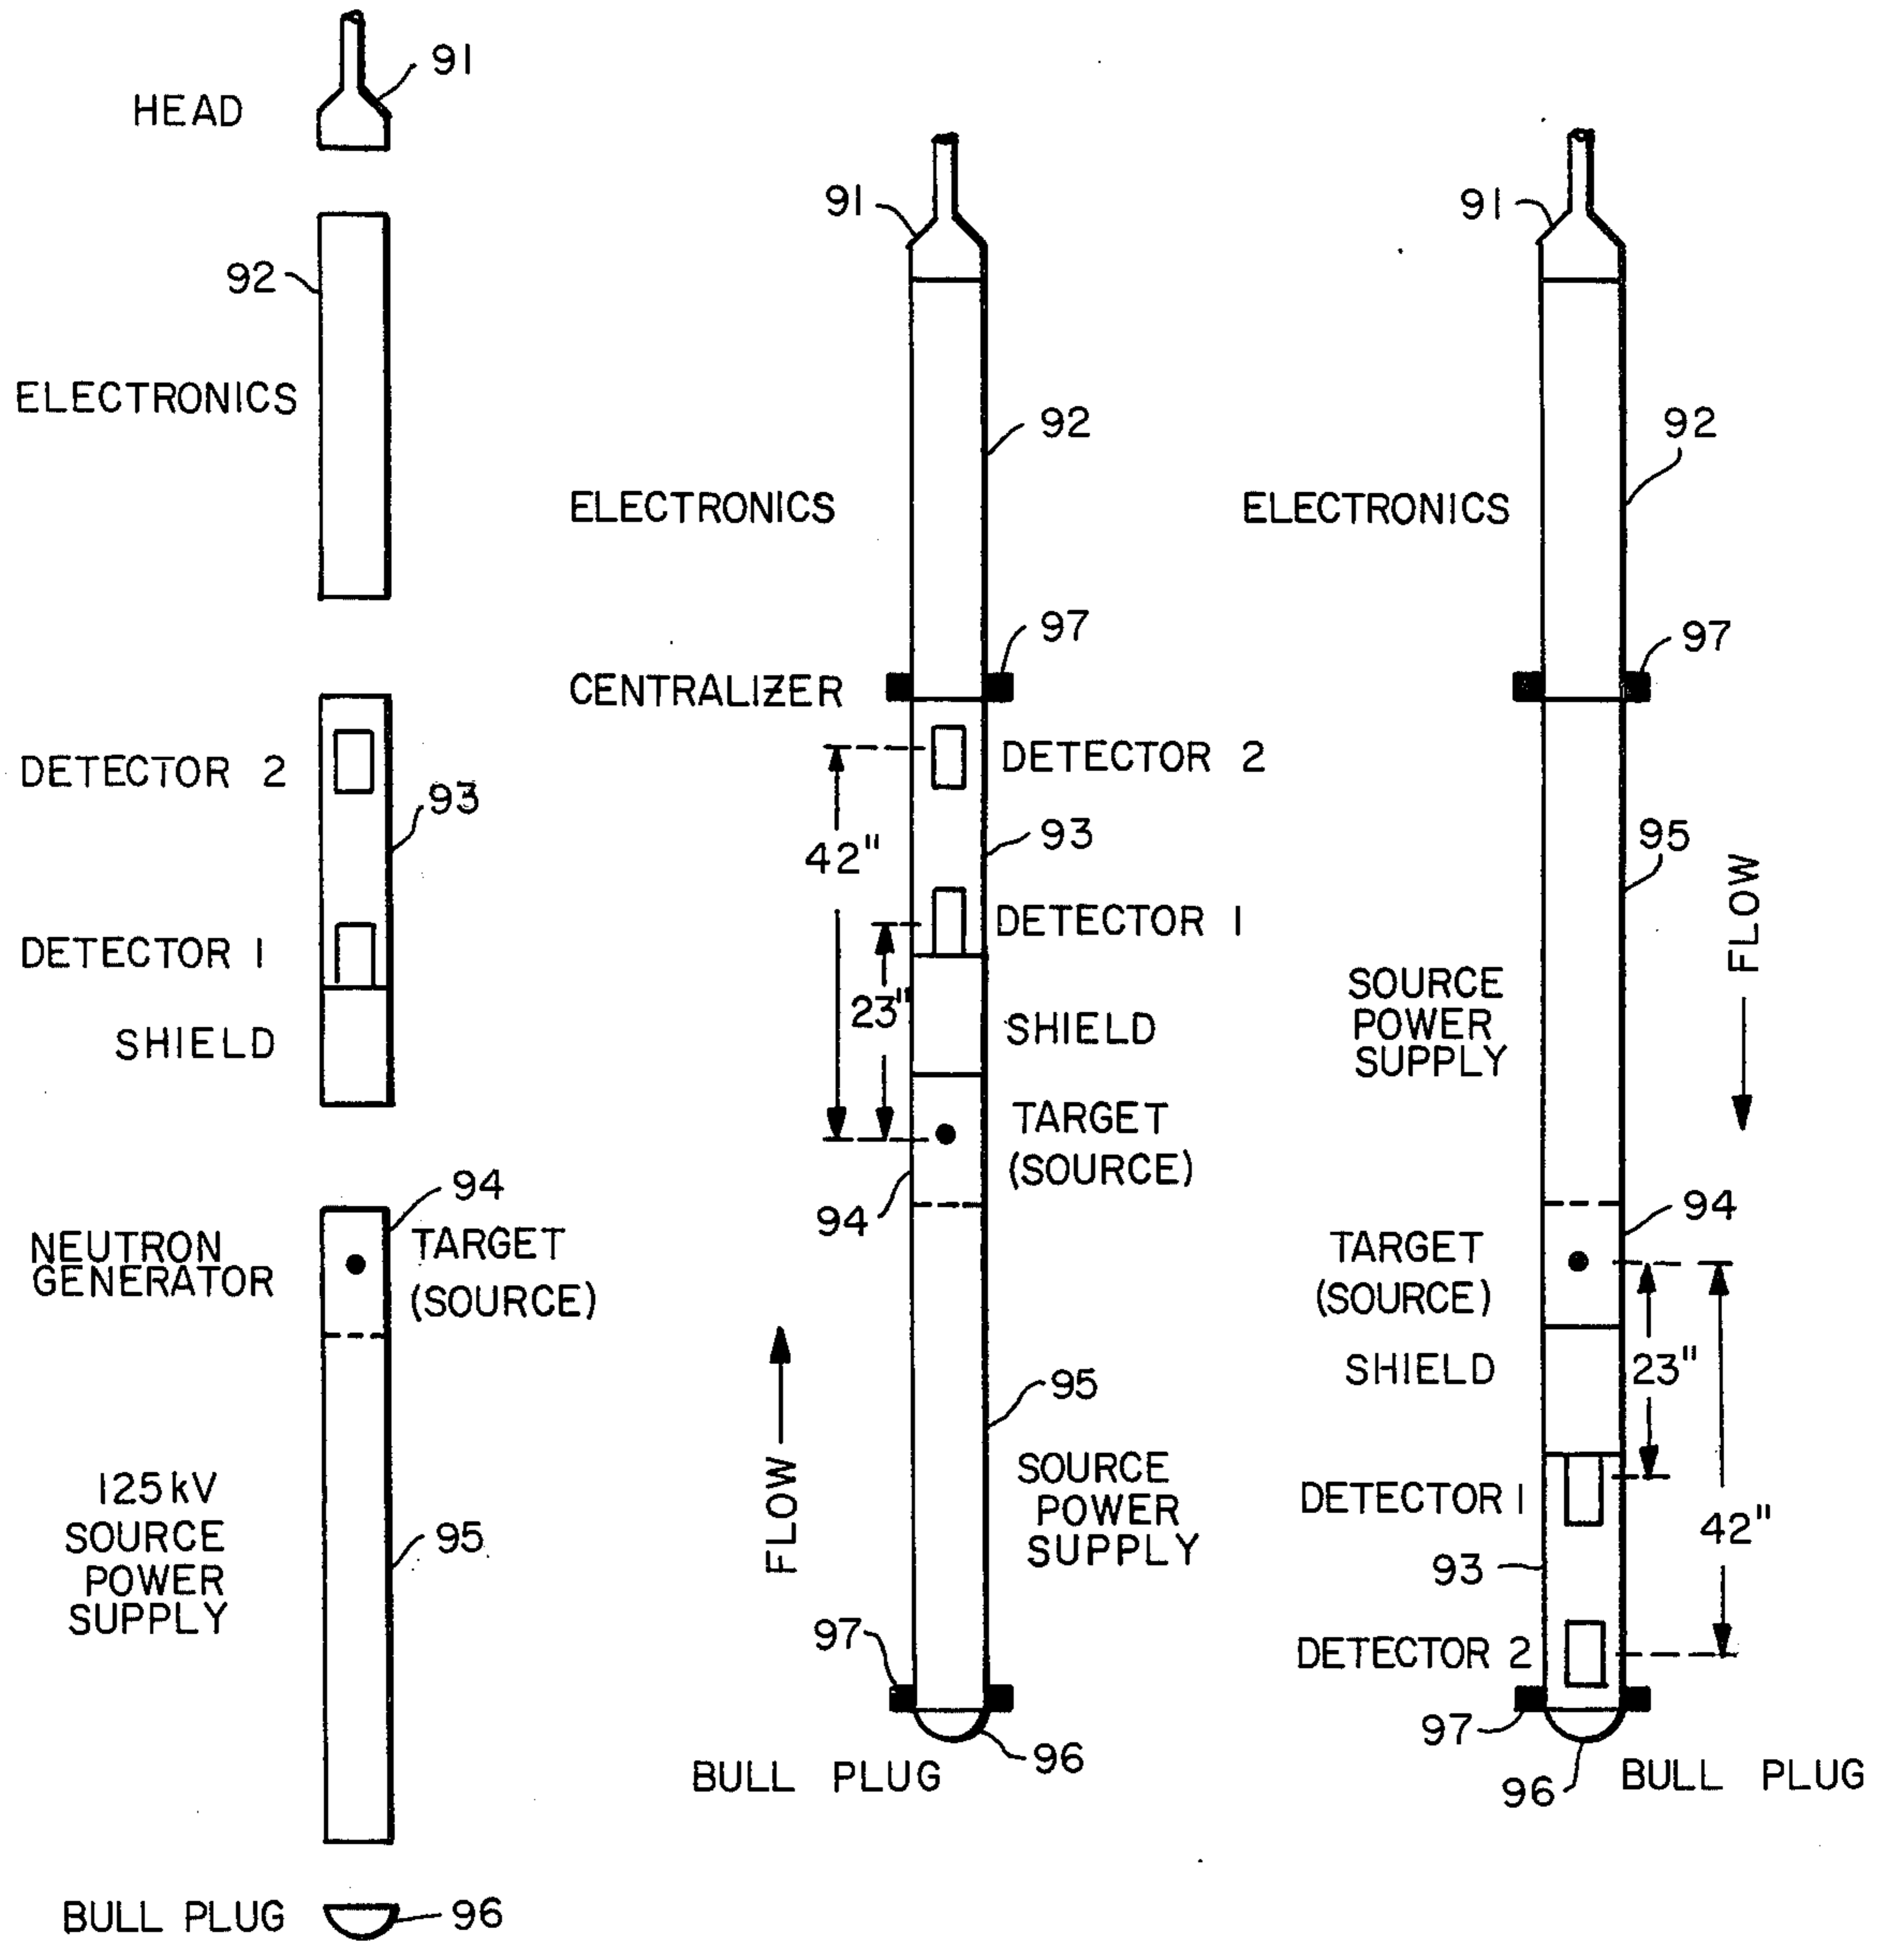 HEAD
91
92
ELECTRONICS
DETECTOR 2
93
DETECTOR 1
SHIELD
94
NEUTRON
GENERATOR
TARGET
(SOURCE)
125kV
SOURCE
POWER
SUPPLY
95
BULL PLUG
96
91
92
ELECTRONICS
97
CENTRALIZER
DETECTOR 2
42"
93
DETECTOR 1
23"
SHIELD
TARGET
(SOURCE)
94
FLOW
95
SOURCE
POWER
SUPPLY
97
96
BULL PLUG
91
92
ELECTRONICS
97
95
FLOW
SOURCE
POWER
SUPPLY
94
TARGET
(SOURCE)
SHIELD
23"
DETECTOR 1
42"
93
DETECTOR 2
97
96
BULL PLUG